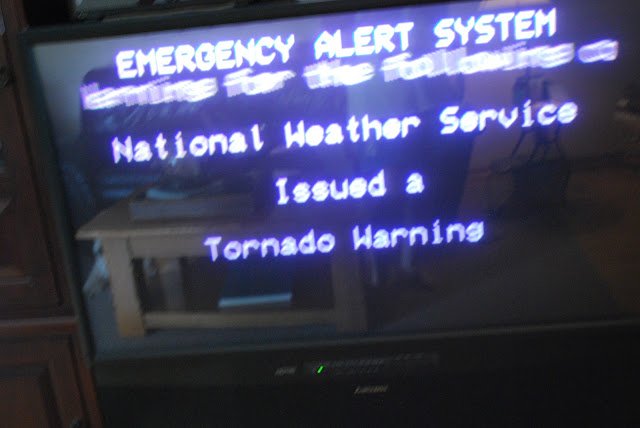 EMERGENCY ALERT SYSTEM
National Weather Service
Issued a
Tornado Warning